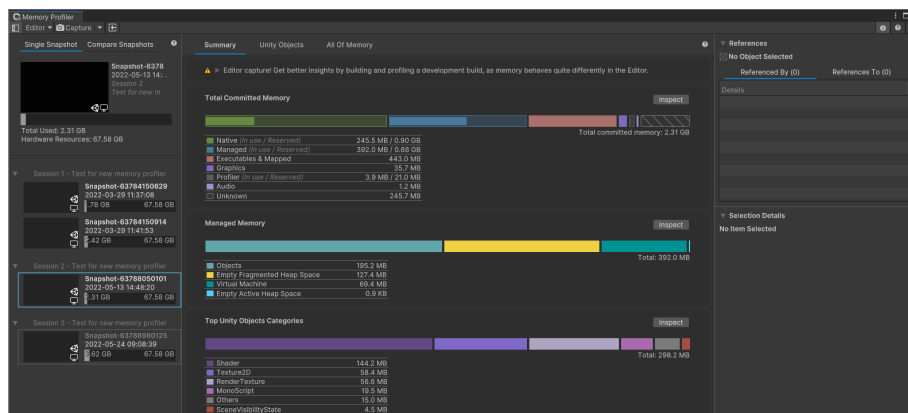 Memory Profiler
Editor Capture
Single Snapshot Compare Snapshots
Snapshot-6378
2022-05-13 14:..
Session 2
Test for new m
Total Used: 2.31 GB
Hardware Resources: 67.58 GB
Session 1 - Test for new memory profiler
Snapshot-63784150629
2022-03-29 11:37:08
.78 GB 67.58 GB
Snapshot-63784150914
2022-03-29 11:41:53
2.42 GB 67.58 GB
Session 2 - Test for new memory profiler
Snapshot-63788050101
2022-05-13 14:48:20
2.31 GB 67.58 GB
Session 3 - Test for new memory profiler
Snapshot-63788980125
2022-05-24 09:08:39
3.62 GB 67.58 GB
Summary Unity Objects All Of Memory
Editor capture! Get better insights by building and profiling a development build, as memory behaves quite differently in the Editor.
Total Committed Memory Inspect
Total committed memory: 2.31 GB
Native (In use / Reserved) 245.5 MB / 0.90 GB
Managed (In use / Reserved) 392.0 MB / 0.68 GB
Executables & Mapped 443.0 MB
Graphics 35.7 MB
Profiler (In use / Reserved) 3.9 MB / 21.0 MB
Audio 1.2 MB
Unknown 245.7 MB
Managed Memory Inspect
Total: 392.0 MB
Objects 195.2 MB
Empty Fragmented Heap Space 127.4 MB
Virtual Machine 69.4 MB
Empty Active Heap Space 0.9 KB
Top Unity Objects Categories Inspect
Total: 298.2 MB
Shader 144.2 MB
Texture2D 58.4 MB
RenderTexture 56.6 MB
MonoScript 19.5 MB
Others 15.0 MB
SceneVisibilityState 4.5 MB
References
No Object Selected
Referenced By (0) References To (0)
Details
Selection Details
No Item Selected